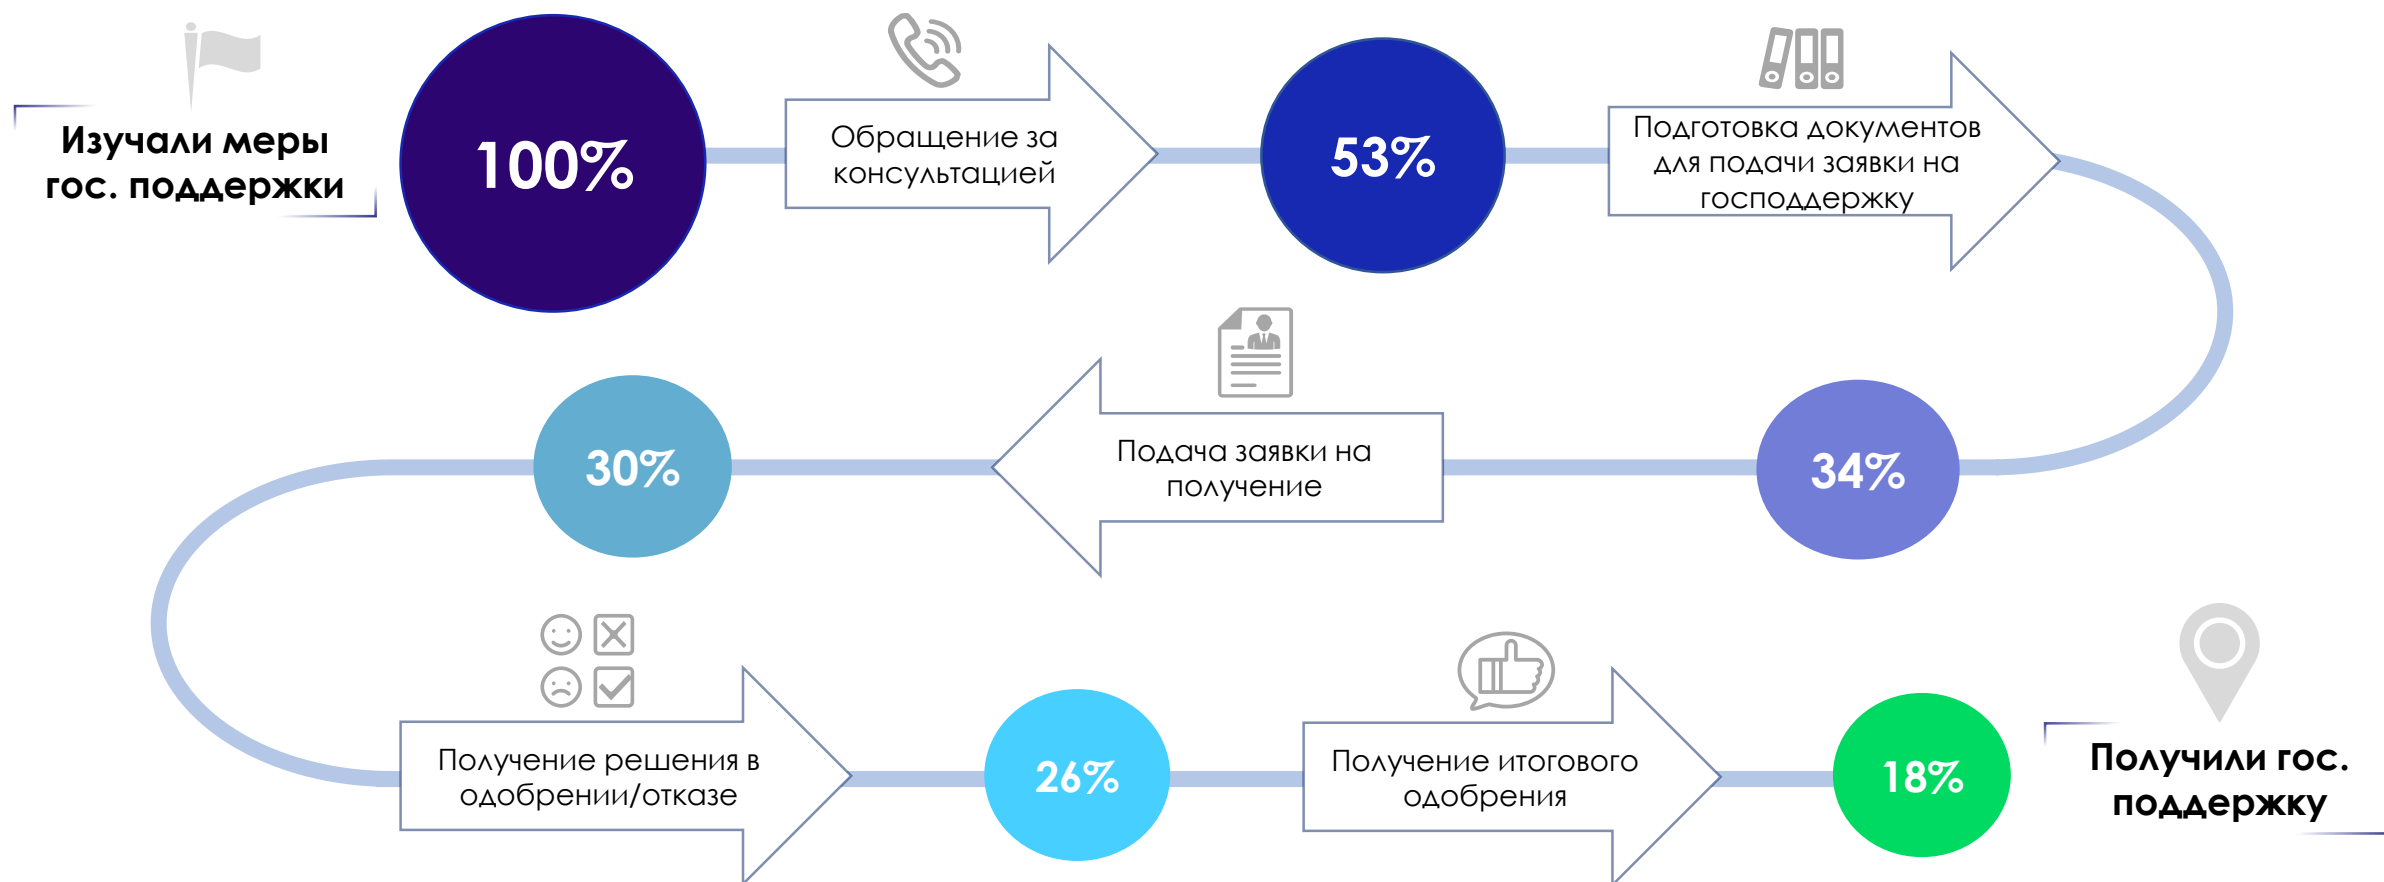 Изучали меры
гос. поддержки
100%
Обращение за
консультацией
53%
Подготовка документов
для подачи заявки на
господдержку
34%
Подача заявки на
получение
30%
Получение решения в
одобрении/отказе
26%
Получение итогового
одобрения
18%
Получили гос.
поддержку